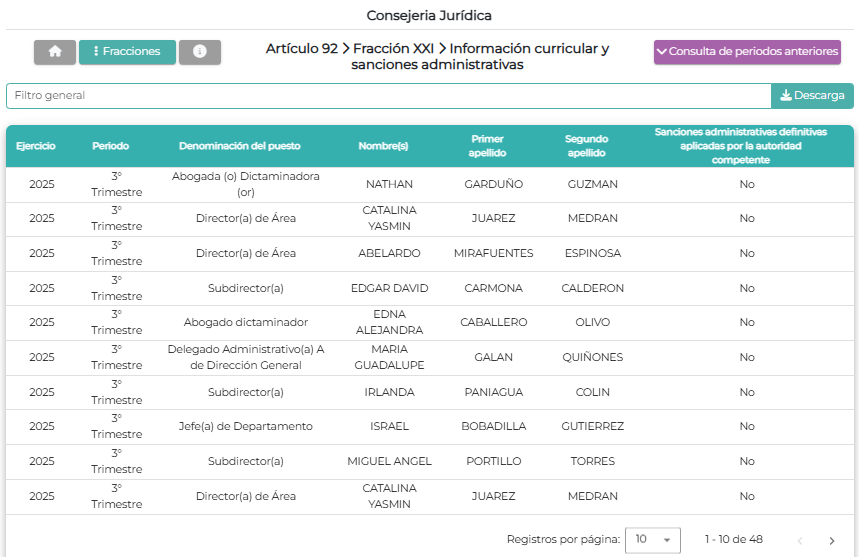 Consejeria Jurídica
Fracciones
Artículo 92 > Fracción XXI > Información curricular y
sanciones administrativas
Consulta de periodos anteriores
Filtro general
Descarga
Ejercicio Periodo Denominación del puesto Nombre(s) Primer apellido Segundo apellido Sanciones administrativas definitivas aplicadas por la autoridad competente
2025 3° Trimestre Abogada (o) Dictaminadora (or) NATHAN GARDUÑO GUZMAN No
2025 3° Trimestre Director(a) de Área CATALINA YASMIN JUAREZ MEDRAN No
2025 3° Trimestre Director(a) de Área ABELARDO MIRAFUENTES ESPINOSA No
2025 3° Trimestre Subdirector(a) EDGAR DAVID CARMONA CALDERON No
2025 3° Trimestre Abogado dictaminador EDNA ALEJANDRA CABALLERO OLIVO No
2025 3° Trimestre Delegado Administrativo(a) A de Dirección General MARIA GUADALUPE GALAN QUIÑONES No
2025 3° Trimestre Subdirector(a) IRLANDA PANIAGUA COLIN No
2025 3° Trimestre Jefe(a) de Departamento ISRAEL BOBADILLA GUTIERREZ No
2025 3° Trimestre Subdirector(a) MIGUEL ANGEL PORTILLO TORRES No
2025 3° Trimestre Director(a) de Área CATALINA YASMIN JUAREZ MEDRAN No
Registros por página: 10 1 - 10 de 48